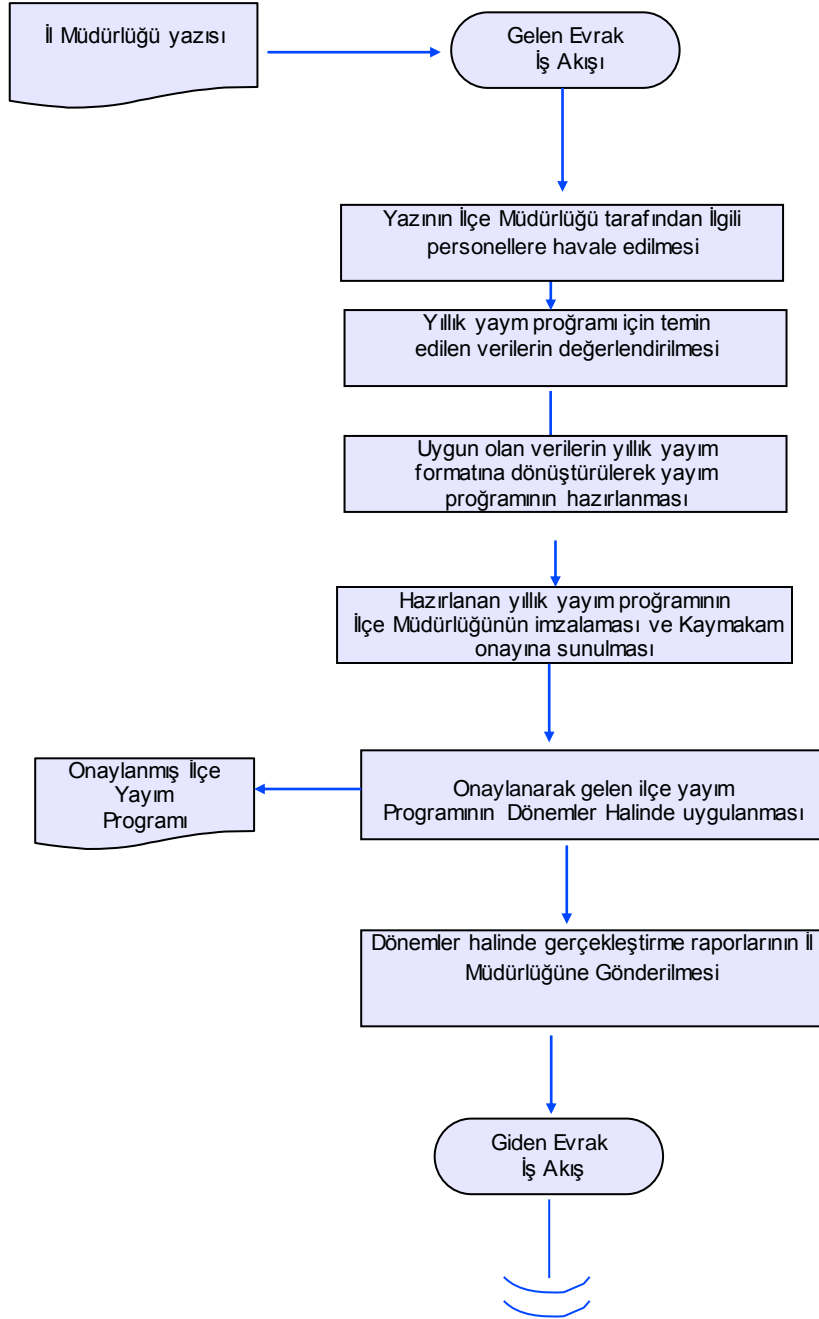 İl Müdürlüğü yazısı
Gelen Evrak
İş Akışı
Yazının İlçe Müdürlüğü tarafından İlgili
personellere havale edilmesi
Yıllık yaym proğramı için temin
edilen verilerin değerlendirilmesi
Uygun olan verilerin yıllık yayım
formatına dönüştürülerek yayım
proğramının hazırlanması
Hazırlanan yıllık yayım proğramının
İlçe Müdürlüğünün imzalaması ve Kaymakam
onayına sunulması
Onaylanmış İlçe
Yayım
Programı
Onaylanarak gelen ilçe yayım
Programının Dönemler Halinde uygulanması
Dönemler halinde gerçekleştirme raporlarının İl
Müdürlüğüne Gönderilmesi
Giden Evrak
İş Akış